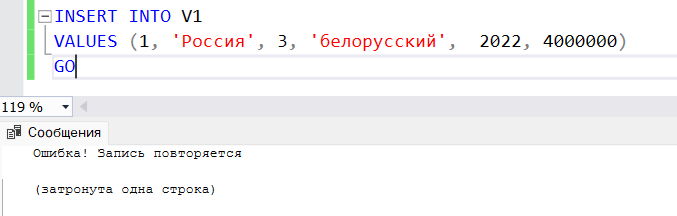 INSERT INTO V1
VALUES (1, 'Россия', 3, 'белорусский', 2022, 4000000)
GO
119 %
Сообщения
Ошибка! Запись повторяется
(затронута одна строка)